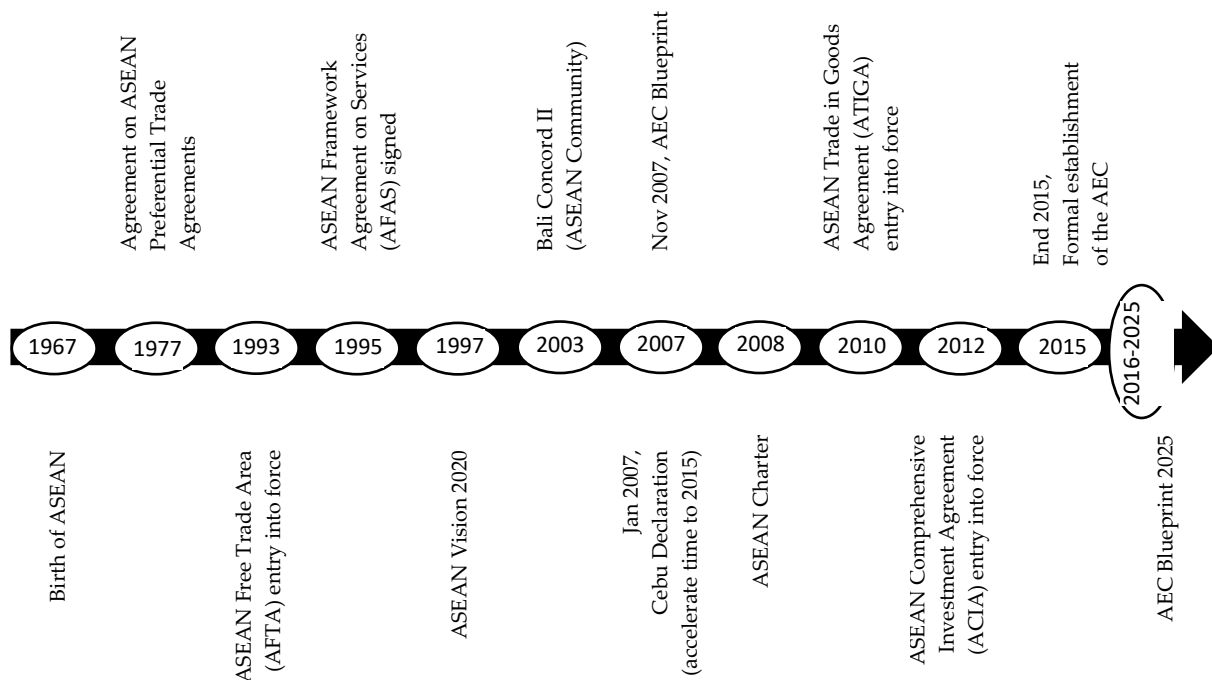 Agreement on ASEAN
Preferential Trade
Agreements
ASEAN Framework
Agreement on Services
(AFAS) signed
Bali Concord II
(ASEAN Community)
Nov 2007, AEC Blueprint
ASEAN Trade in Goods
Agreement (ATIGA)
entry into force
End 2015,
Formal establishment
of the AEC
1967
1977
1993
1995
1997
2003
2007
2008
2010
2012
2015
2016-2025
Birth of ASEAN
ASEAN Free Trade Area
(AFTA) entry into force
ASEAN Vision 2020
Jan 2007,
Cebu Declaration
(accelerate time to 2015)
ASEAN Charter
ASEAN Comprehensive
Investment Agreement
(ACIA) entry into force
AEC Blueprint 2025